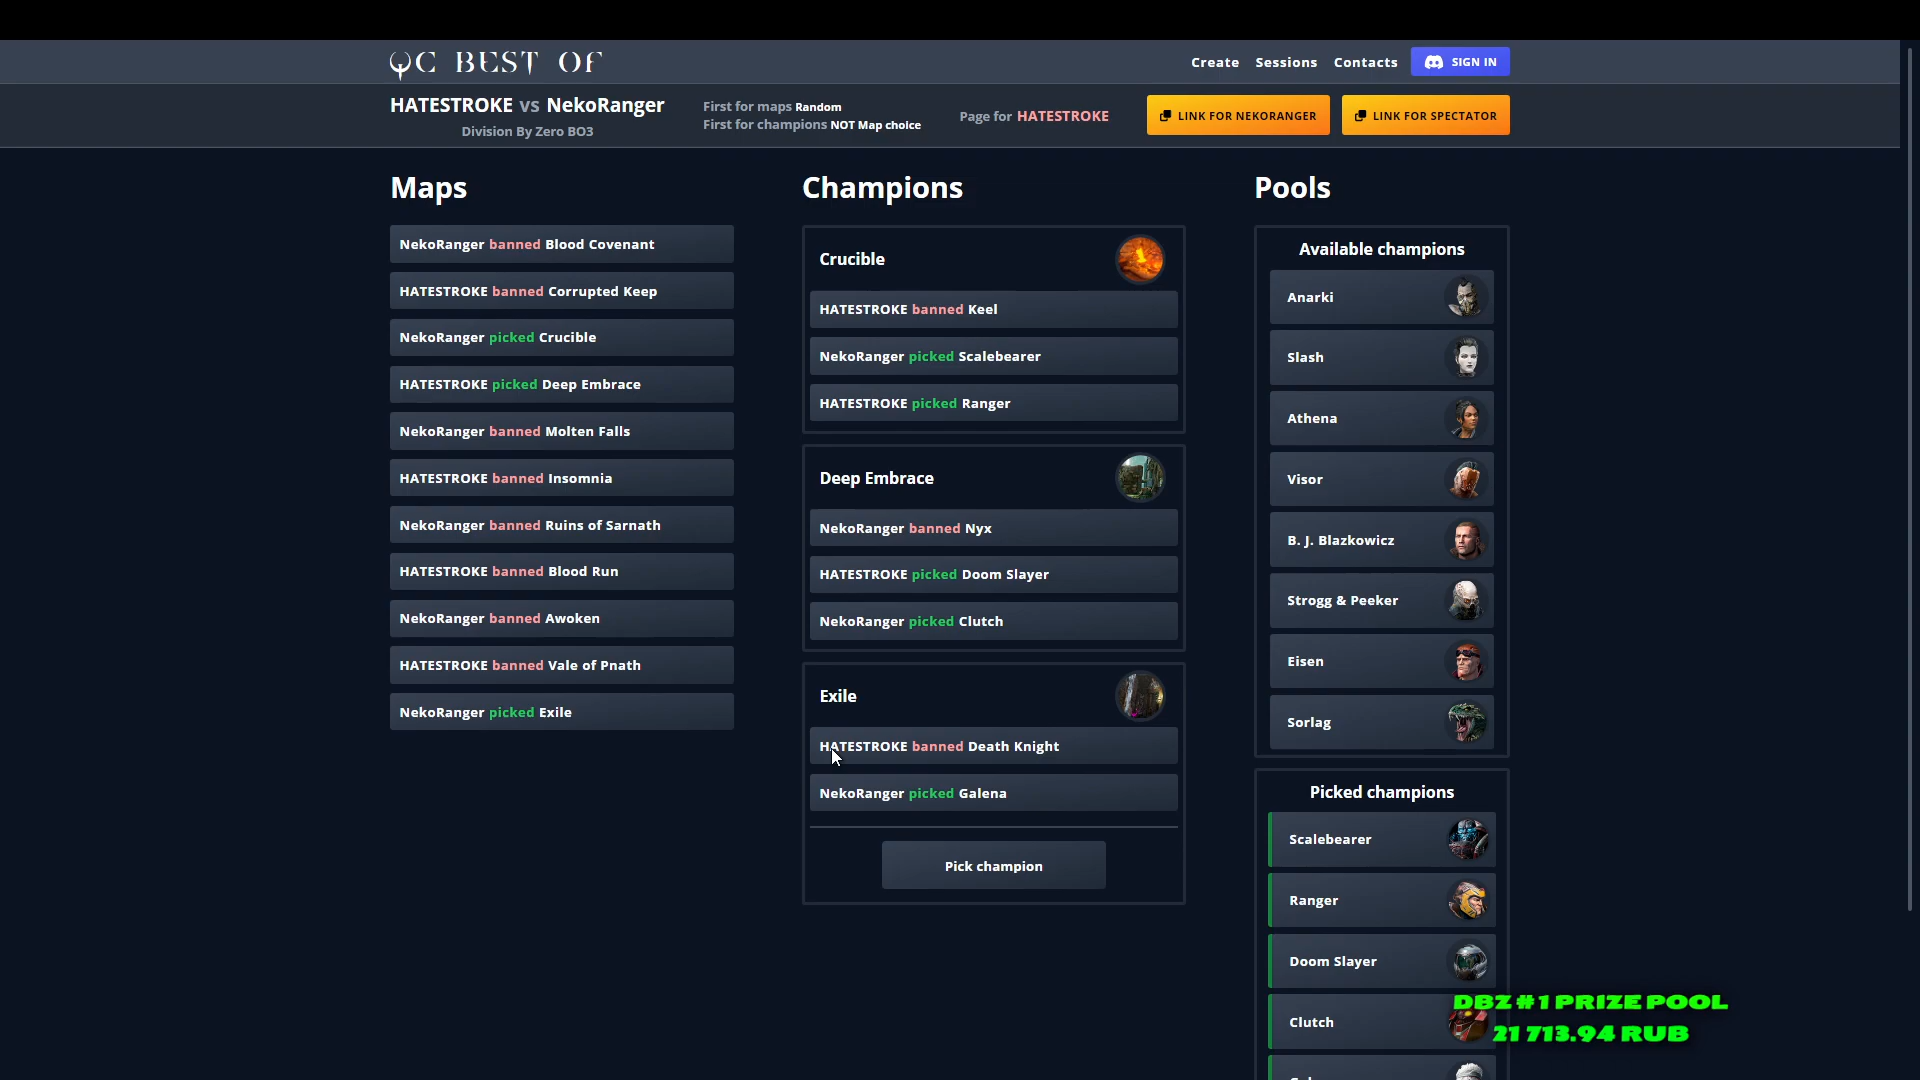 QC BEST OF
Create Sessions Contacts SIGN IN
HATESTROKE vs NekoRanger
Division By Zero BO3
First for maps Random
First for champions NOT Map choice
Page for HATESTROKE
LINK FOR NEKORANGER
LINK FOR SPECTATOR
Maps
NekoRanger banned Blood Covenant
HATESTROKE banned Corrupted Keep
NekoRanger picked Crucible
HATESTROKE picked Deep Embrace
NekoRanger banned Molten Falls
HATESTROKE banned Insomnia
NekoRanger banned Ruins of Sarnath
HATESTROKE banned Blood Run
NekoRanger banned Awoken
HATESTROKE banned Vale of Pnath
NekoRanger picked Exile
Champions
Crucible
HATESTROKE banned Keel
NekoRanger picked Scalebearer
HATESTROKE picked Ranger
Deep Embrace
NekoRanger banned Nyx
HATESTROKE picked Doom Slayer
NekoRanger picked Clutch
Exile
HATESTROKE banned Death Knight
NekoRanger picked Galena
Pick champion
Pools
Available champions
Anarki
Slash
Athena
Visor
B. J. Blazkowicz
Strogg & Peeker
Eisen
Sorlag
Picked champions
Scalebearer
Ranger
Doom Slayer
Clutch
DBZ #1 PRIZE POOL
21 713.94 RUB